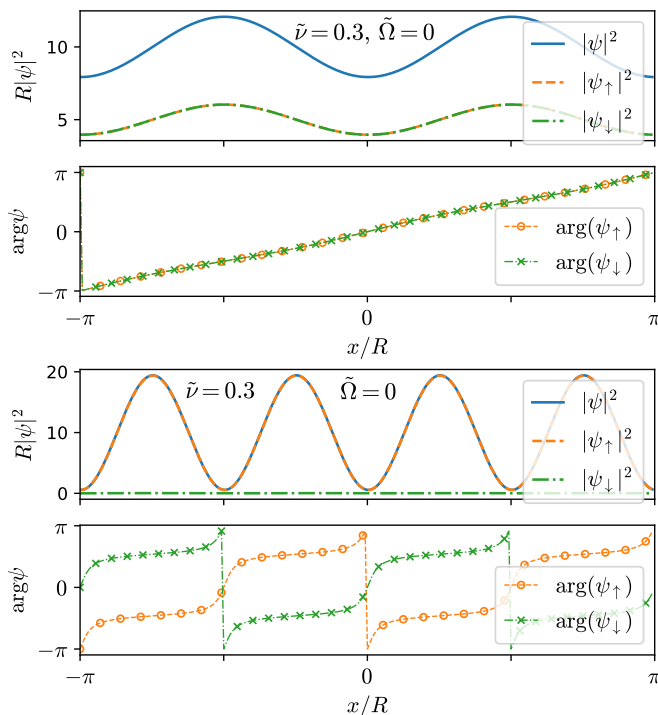 R|ψ|²
10
5
ν̃ = 0.3, Ω̃ = 0
|ψ|²
|ψ↑|²
|ψ↓|²
argψ
π
0
−π
arg(ψ↑)
arg(ψ↓)
−π 0 π
x/R
R|ψ|²
20
10
0
ν̃ = 0.3 Ω̃ = 0
|ψ|²
|ψ↑|²
|ψ↓|²
argψ
π
0
−π
arg(ψ↑)
arg(ψ↓)
−π 0 π
x/R